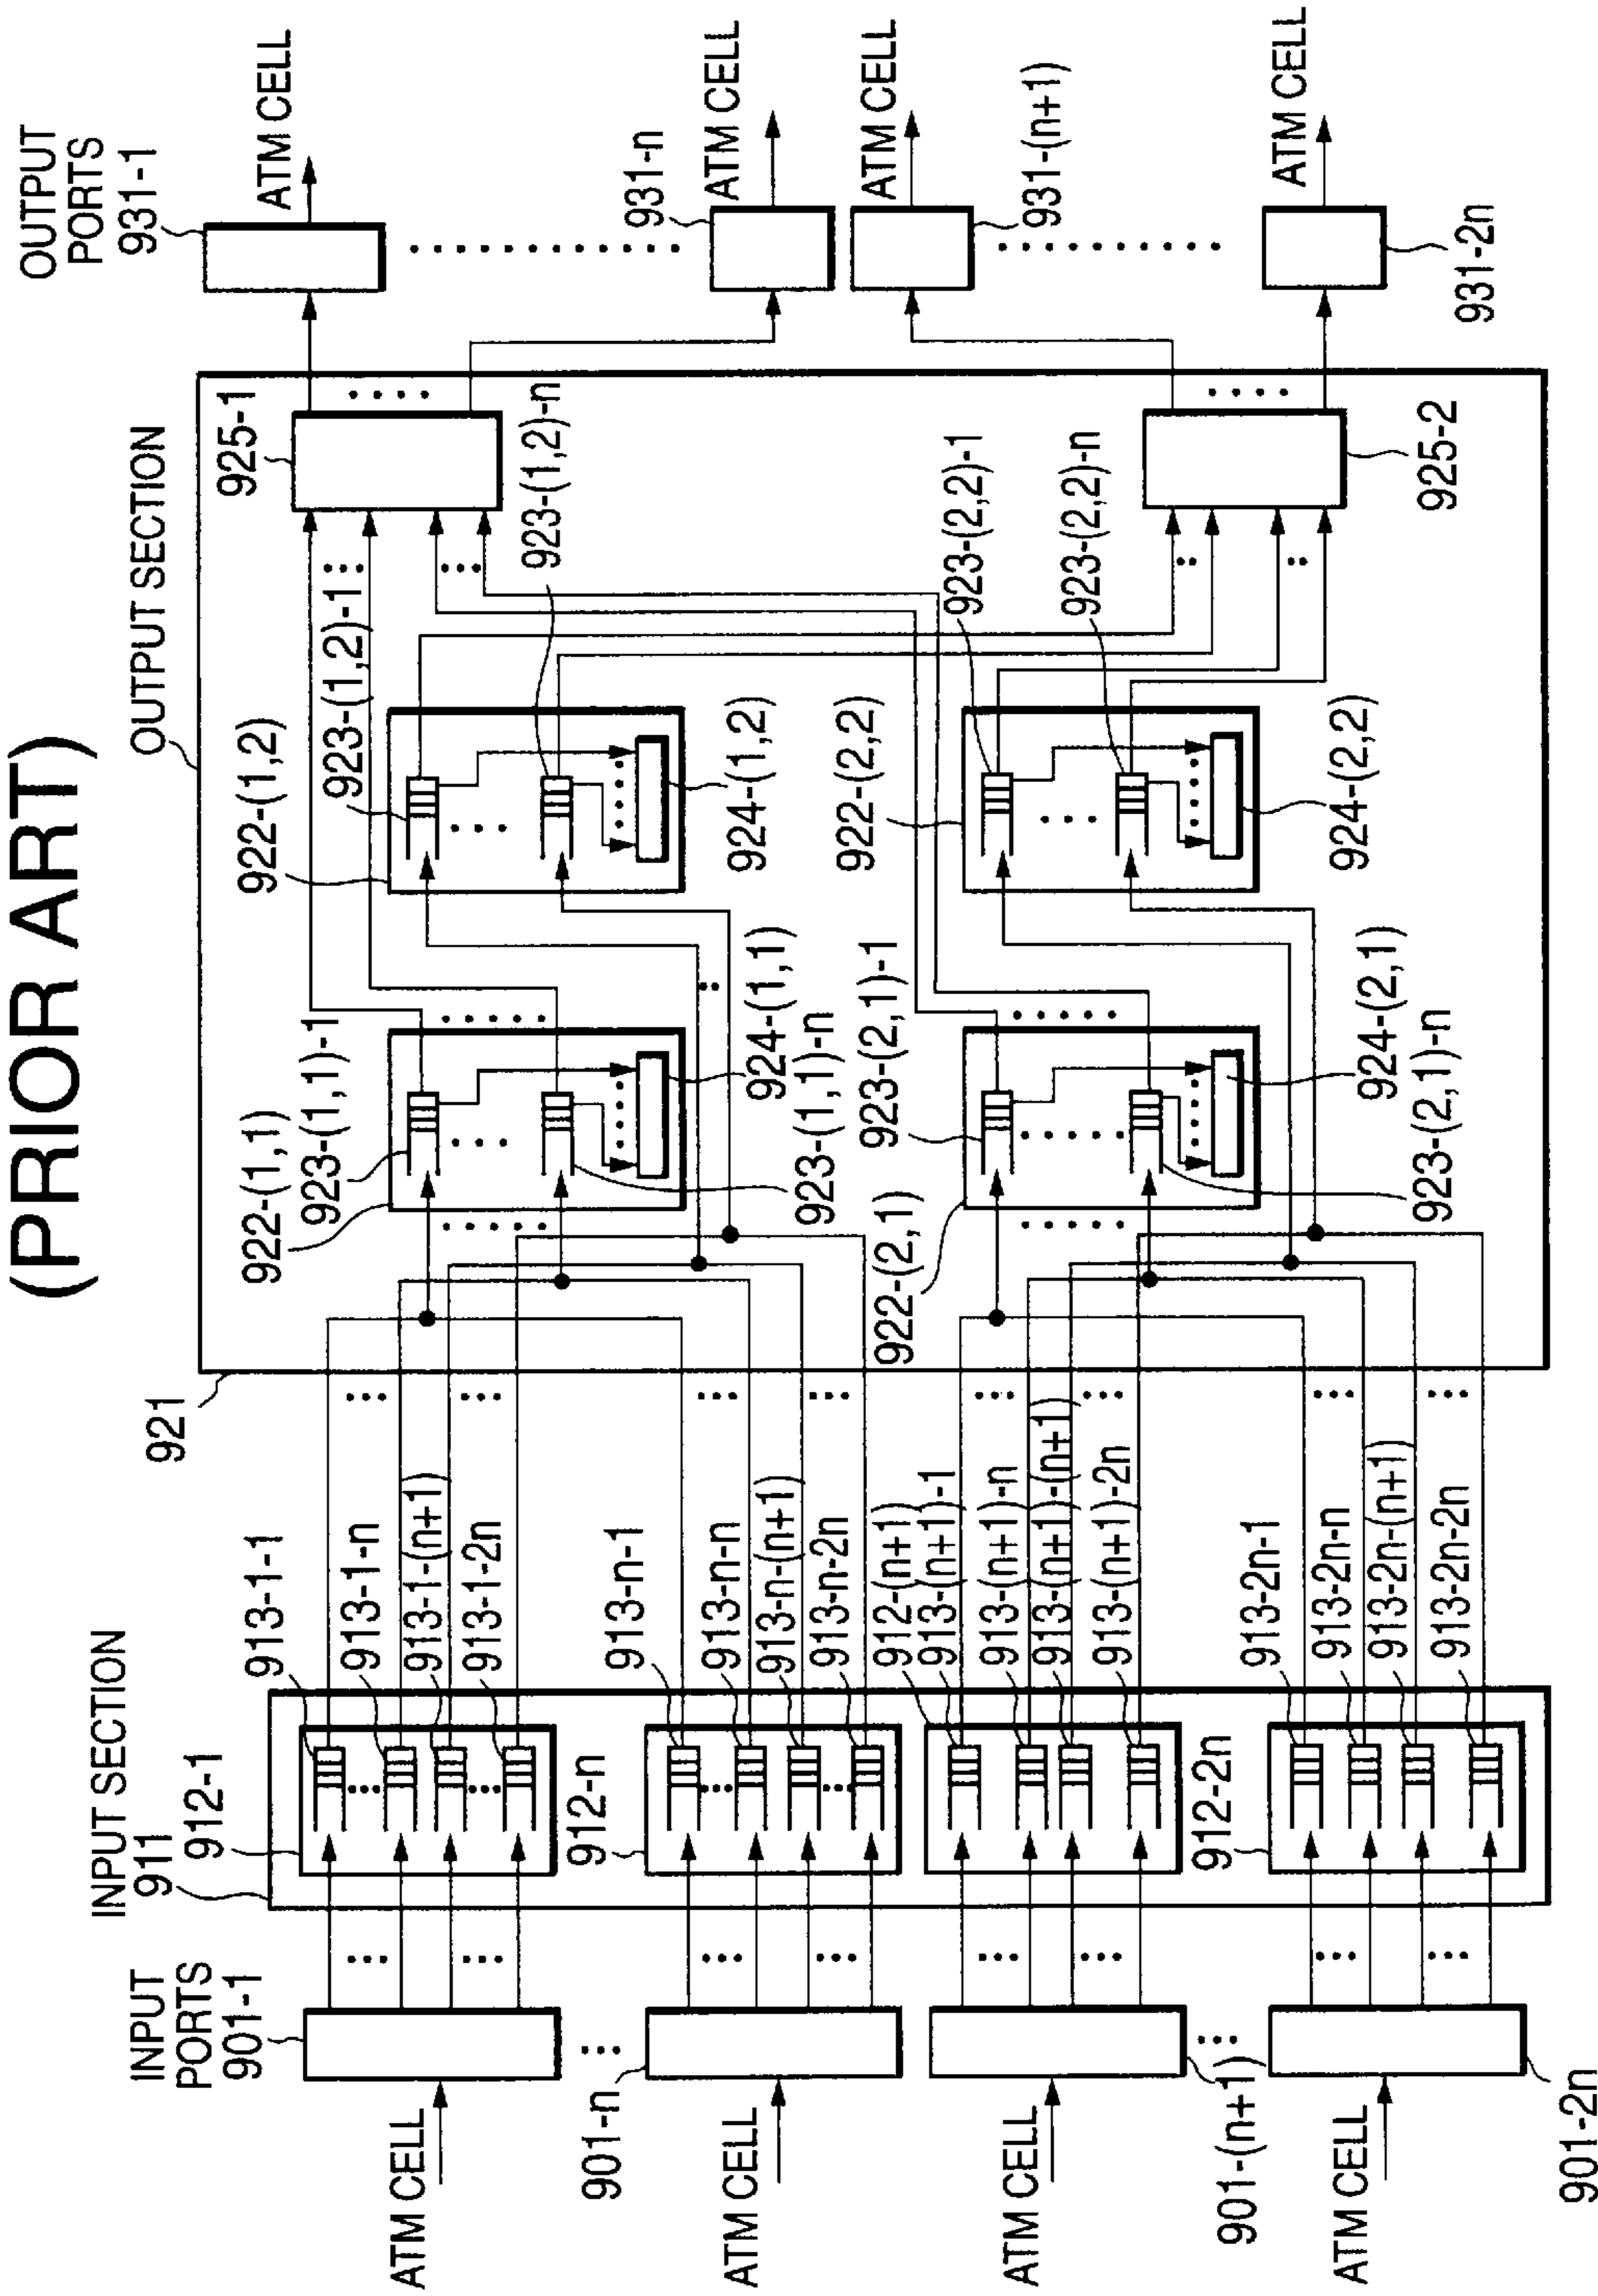 (PRIOR ART)
INPUT
PORTS
901-1
INPUT SECTION
911
912-1
913-1-1
913-1-n
913-1-(n+1)
913-1-2n
ATM CELL
901-n
912-n
913-n-1
913-n-n
913-n-(n+1)
913-n-2n
ATM CELL
901-(n+1)
912-(n+1)
913-(n+1)-1
913-(n+1)-n
913-(n+1)-(n+1)
913-(n+1)-2n
ATM CELL
901-2n
912-2n
913-2n-1
913-2n-n
913-2n-(n+1)
913-2n-2n
ATM CELL
921
OUTPUT SECTION
922-(1,1)
923-(1,1)-1
924-(1,1)
923-(1,1)-n
922-(1,2)
923-(1,2)-1
923-(1,2)-n
924-(1,2)
925-1
922-(2,1)
923-(2,1)-1
924-(2,1)
923-(2,1)-n
922-(2,2)
923-(2,2)-1
923-(2,2)-n
924-(2,2)
925-2
OUTPUT
PORTS
931-1
ATM CELL
931-n
ATM CELL
ATM CELL
931-(n+1)
ATM CELL
931-2n